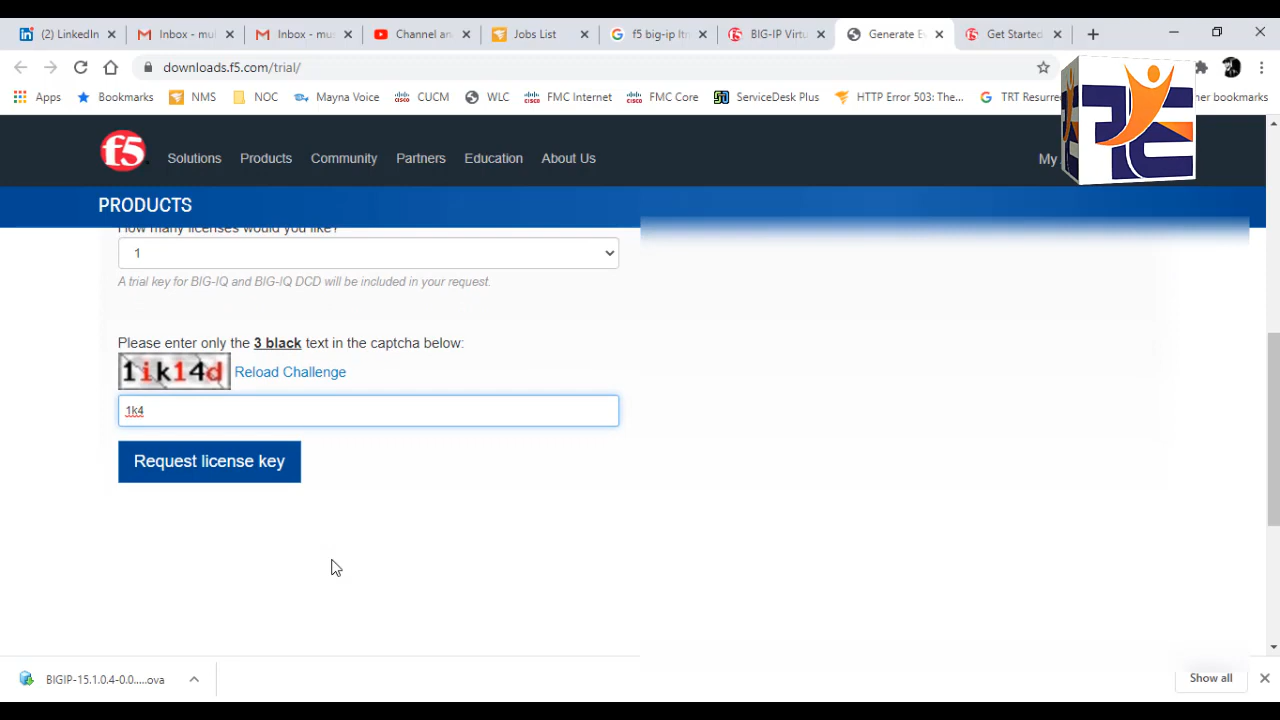 (2) LinkedIn
Inbox - mul
Inbox - mus
Channel an
Jobs List
f5 big-ip ltm
BIG-IP Virtu
Generate Ev
Get Started
downloads.f5.com/trial/
Apps
Bookmarks
NMS
NOC
Mayna Voice
CUCM
WLC
FMC Internet
FMC Core
ServiceDesk Plus
HTTP Error 503: The...
TRT Resurre
her bookmarks
f5
Solutions
Products
Community
Partners
Education
About Us
My
PRODUCTS
How many licenses would you like?
1
A trial key for BIG-IQ and BIG-IQ DCD will be included in your request.
Please enter only the 3 black text in the captcha below:
1ik14d
Reload Challenge
1k4
Request license key
BIGIP-15.1.0.4-0.0.....ova
Show all